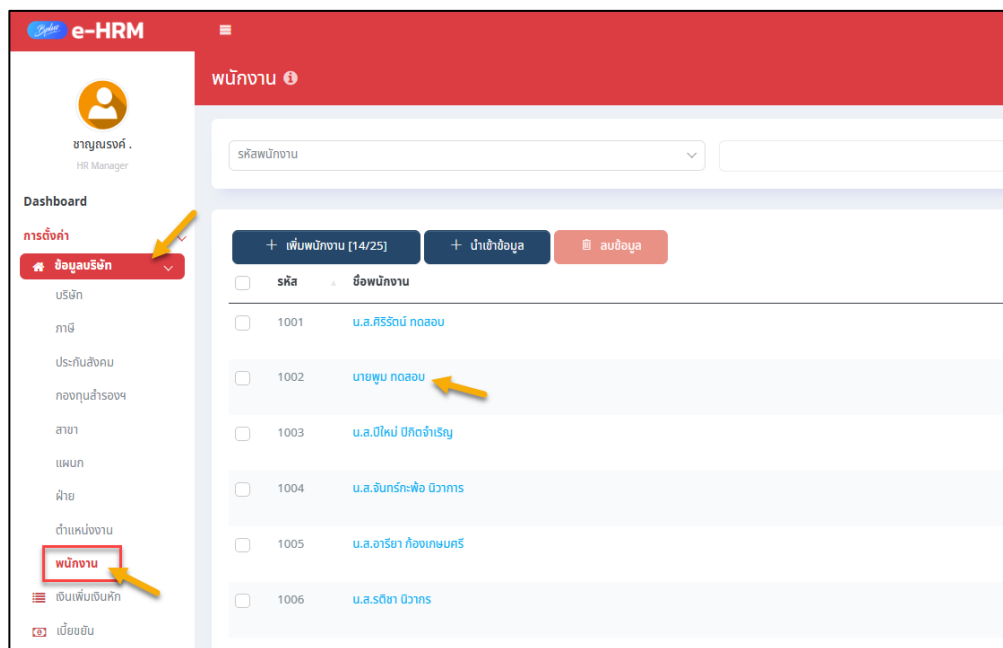 Bplus e-HRM
พนักงาน
ชาญณรงค์ .
HR Manager
รหัสพนักงาน
Dashboard
การตั้งค่า
ข้อมูลบริษัท
บริษัท
ภาษี
ประกันสังคม
กองทุนสำรองฯ
สาขา
แผนก
ฝ่าย
ตำแหน่งงาน
พนักงาน
เงินเพิ่มเงินหัก
เบี้ยขยัน
+ เพิ่มพนักงาน [14/25] + นำเข้าข้อมูล ลบข้อมูล
รหัส ชื่อพนักงาน
1001 น.ส.ศิริรัตน์ ทดสอบ
1002 นายพูม ทดสอบ
1003 น.ส.ปีใหม่ ปิกิตจำเริญ
1004 น.ส.จันทร์กะพ้อ นิวาการ
1005 น.ส.อารียา ก้องเกษมศรี
1006 น.ส.รติชา นิวากร